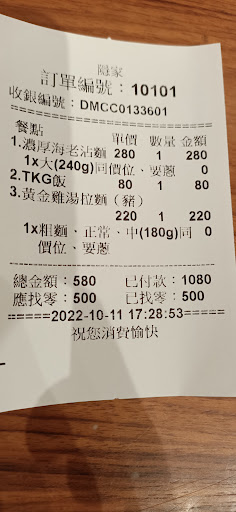 隱家
訂單編號：10101
收銀編號：DMCC0133601
餐點 單價 數量 金額
1.濃厚海老沾麵 280 1 280
1x大(240g)同價位、要蔥 0
2.TKG飯 80 1 80
3.黃金雞湯拉麵（豬）
220 1 220
1x粗麵、正常、中(180g)同 0
價位、要蔥
總金額：580 已付款：1080
應找零：500 已找零：500
=====2022-10-11 17:28:53=====
祝您消費愉快